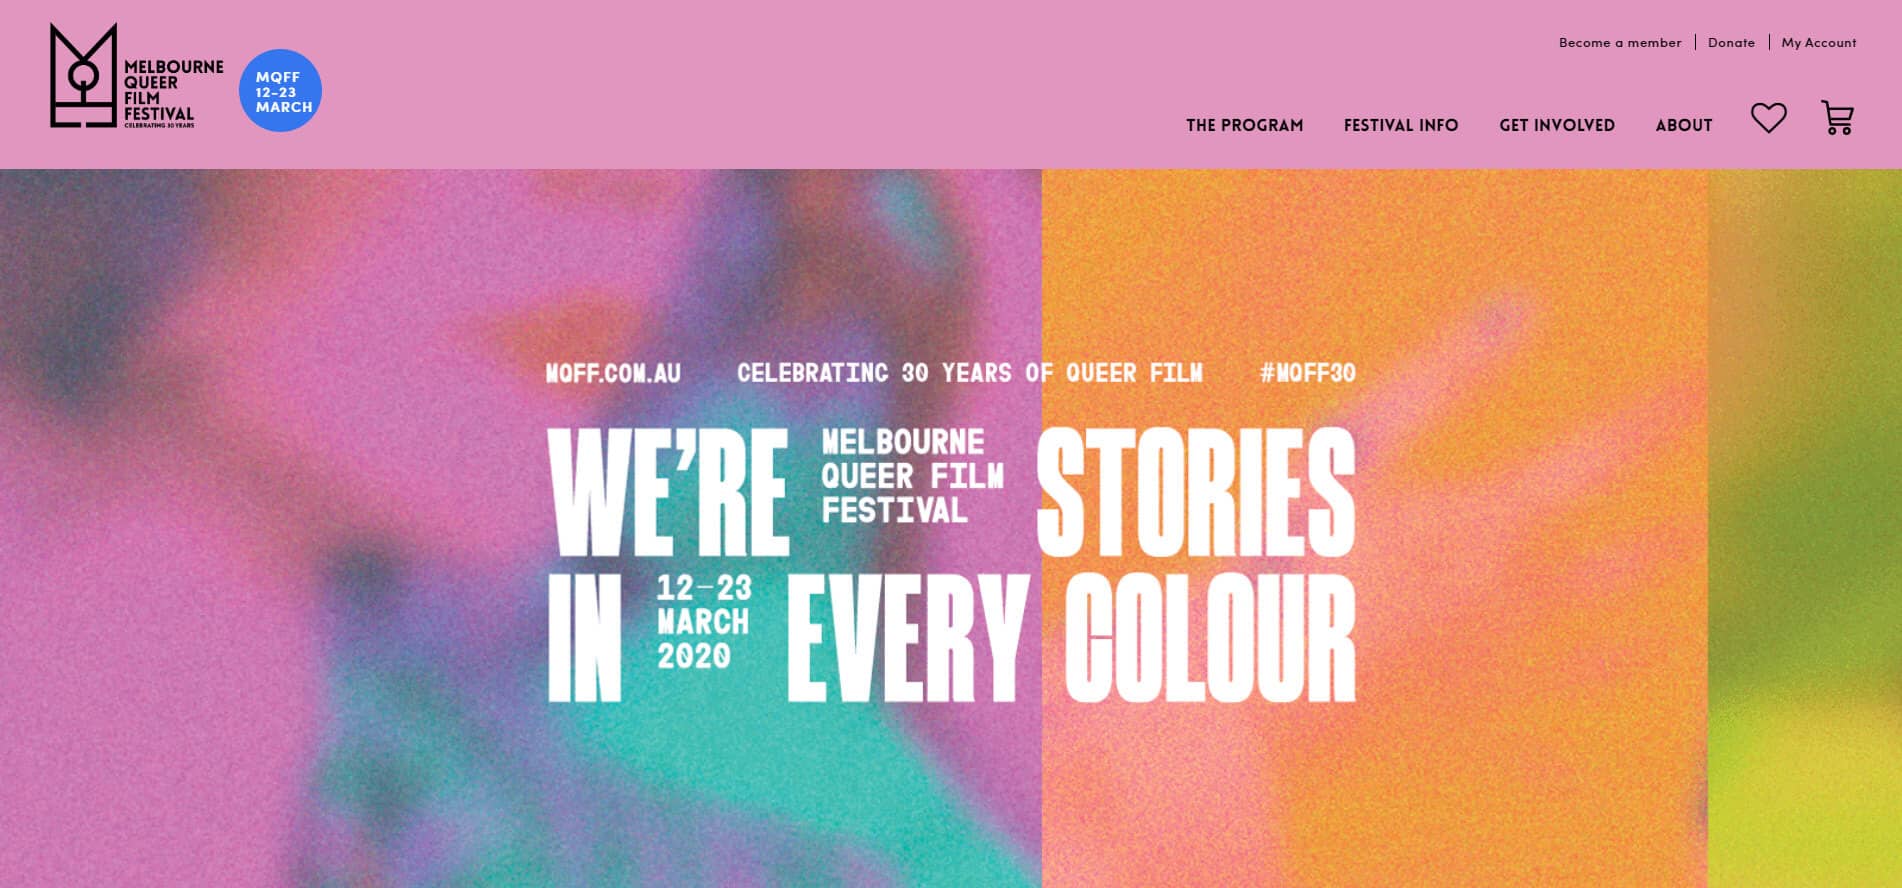 MELBOURNE
QUEER
FILM
FESTIVAL
CELEBRATING 30 YEARS
MQFF
12-23
MARCH
Become a member
Donate
My Account
THE PROGRAM
FESTIVAL INFO
GET INVOLVED
ABOUT
MQFF.COM.AU
CELEBRATING 30 YEARS OF QUEER FILM
#MQFF30
WE'RE
MELBOURNE
QUEER FILM
FESTIVAL
STORIES
IN
12–23
MARCH
2020
EVERY COLOUR